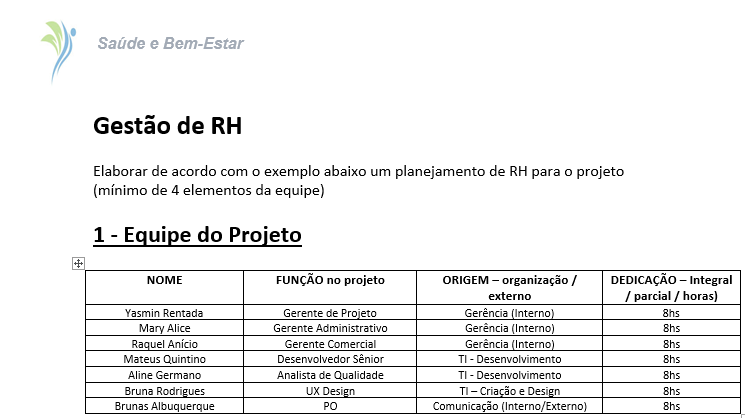 Saúde e Bem-Estar
Gestão de RH
Elaborar de acordo com o exemplo abaixo um planejamento de RH para o projeto
(mínimo de 4 elementos da equipe)
1 - Equipe do Projeto
NOME FUNÇÃO no projeto ORIGEM – organização / externo DEDICAÇÃO – Integral / parcial / horas)
Yasmin Rentada Gerente de Projeto Gerência (Interno) 8hs
Mary Alice Gerente Administrativo Gerência (Interno) 8hs
Raquel Anício Gerente Comercial Gerência (Interno) 8hs
Mateus Quintino Desenvolvedor Sênior TI - Desenvolvimento 8hs
Aline Germano Analista de Qualidade TI - Desenvolvimento 8hs
Bruna Rodrigues UX Design TI – Criação e Design 8hs
Brunas Albuquerque PO Comunicação (Interno/Externo) 8hs